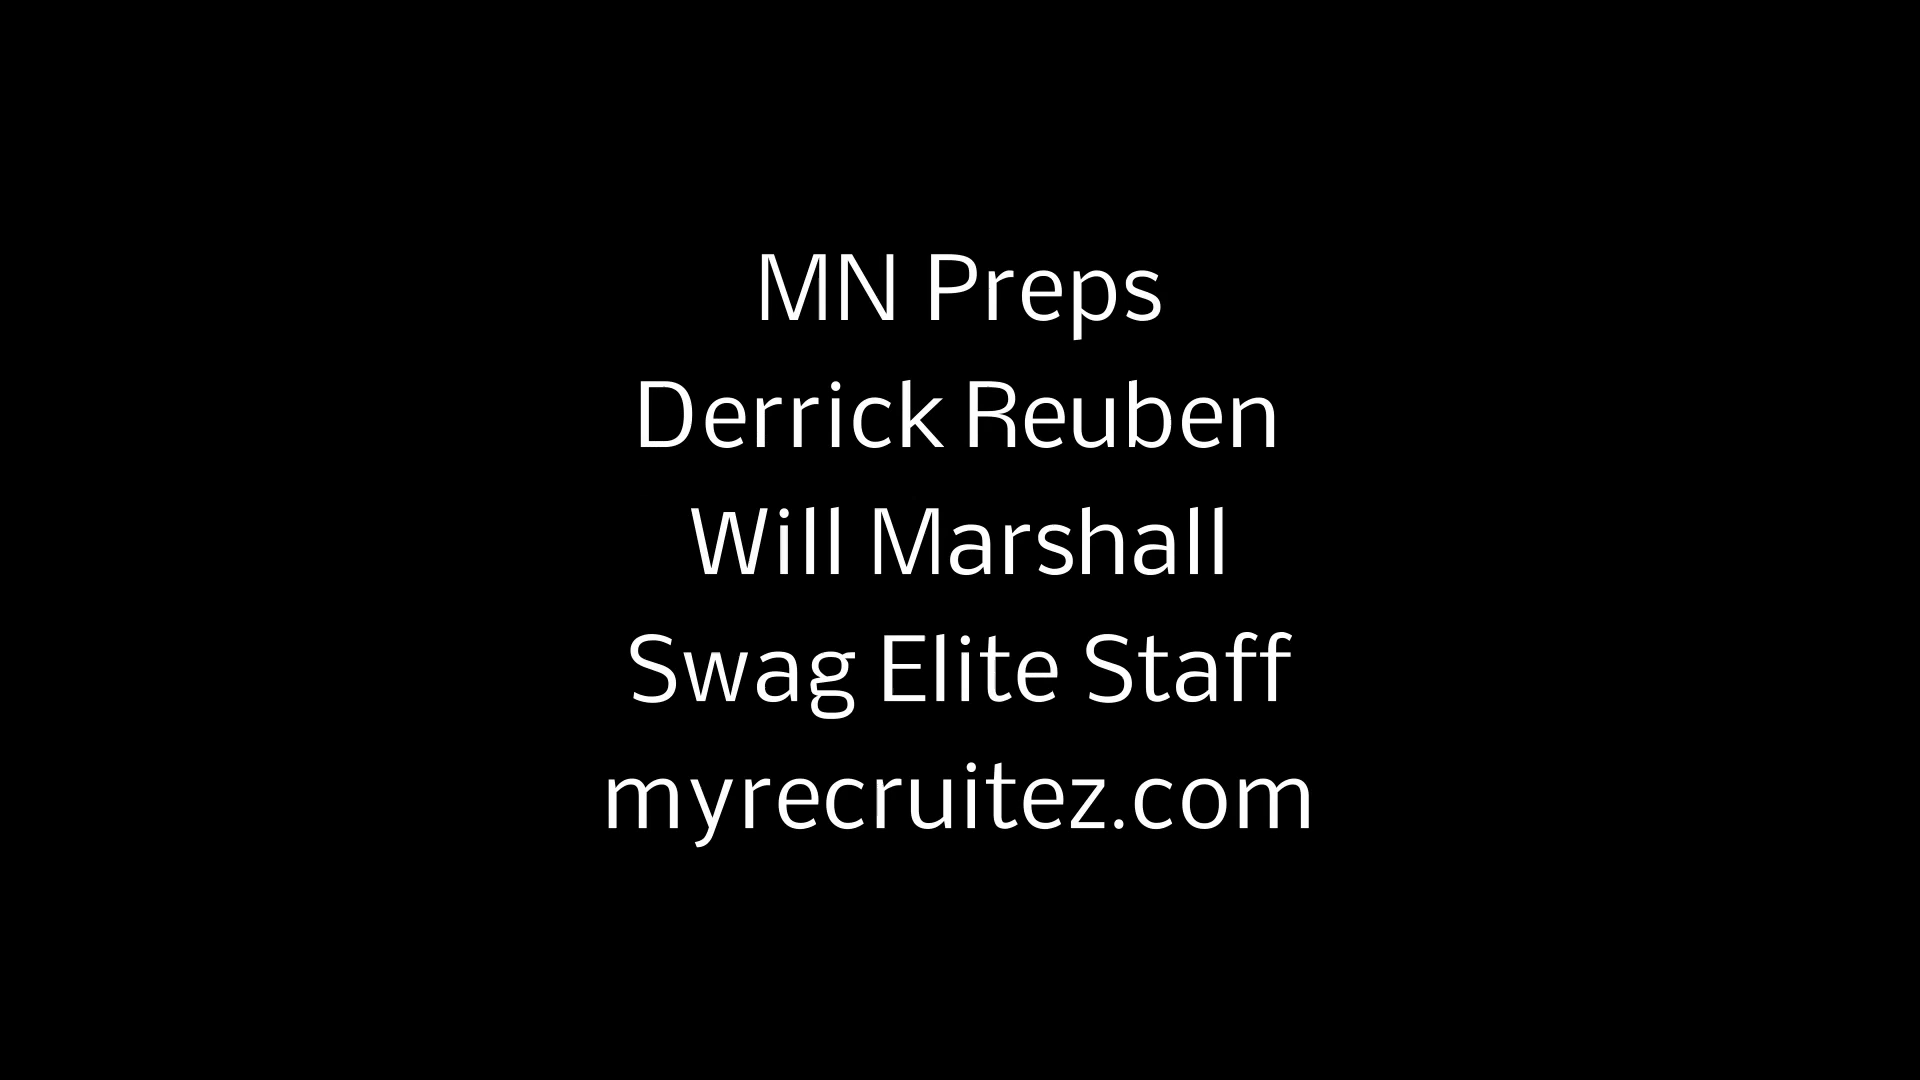 MN Preps
Derrick Reuben
Will Marshall
Swag Elite Staff
myrecruitez.com